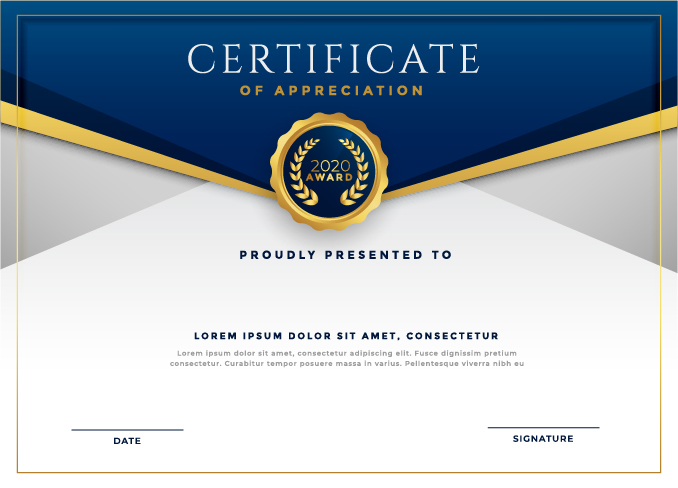 CERTIFICATE
OF APPRECIATION
2020
AWARD
PROUDLY PRESENTED TO
LOREM IPSUM DOLOR SIT AMET, CONSECTETUR
Lorem ipsum dolor sit amet, consectetur adipiscing elit. Fusce dignissim pretium
consectetur. Curabitur tempor posuere massa in varius. Pellentesque viverra nibh eu
DATE
SIGNATURE